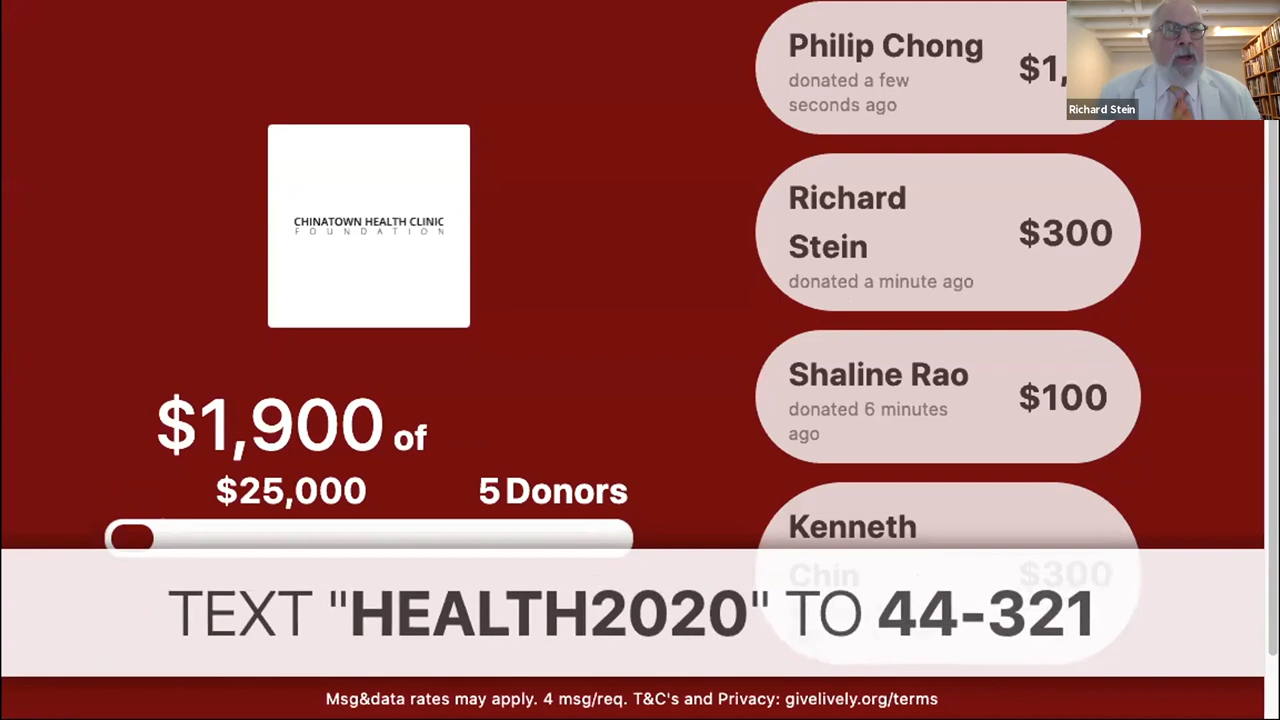 CHINATOWN HEALTH CLINIC
FOUNDATION
$1,900 of
$25,000
5 Donors
Philip Chong
donated a few
seconds ago
$1,
Richard Stein
Richard
Stein
donated a minute ago
$300
Shaline Rao
donated 6 minutes
ago
$100
Kenneth
Chin
$300
TEXT "HEALTH2020" TO 44-321
Msg&data rates may apply. 4 msg/req. T&C's and Privacy: givelively.org/terms